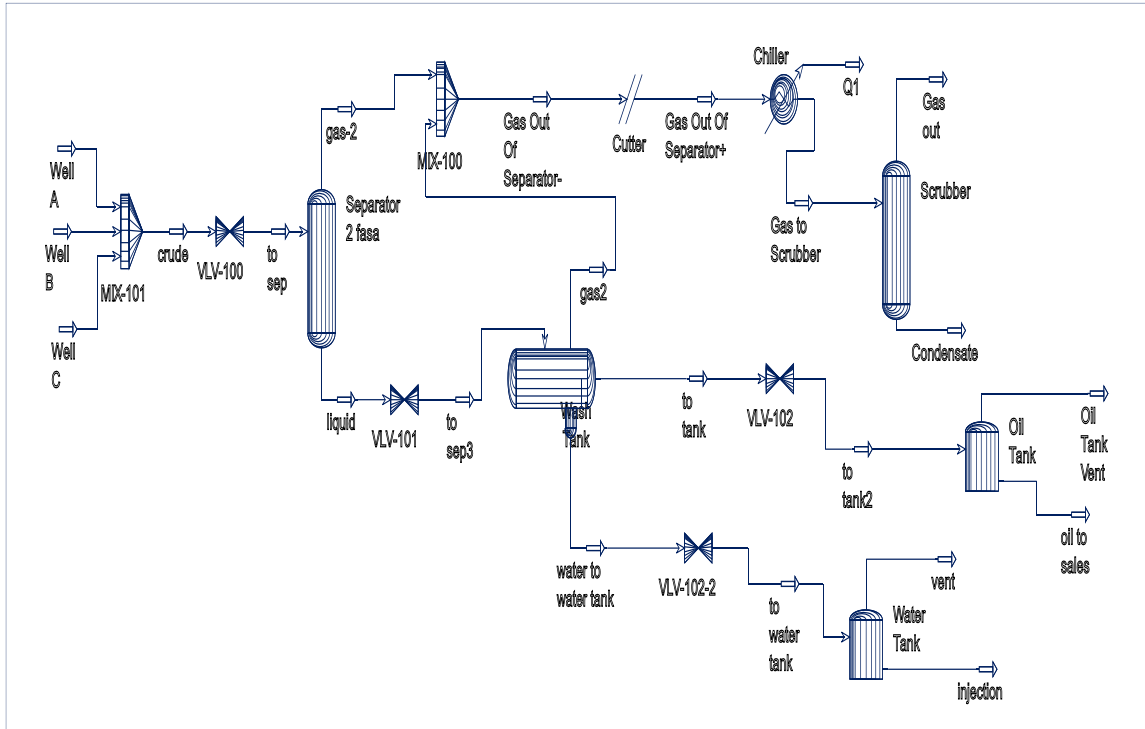 Chiller
Q1
Gas
out
gas-2
MIX-100
Gas Out
Of
Separator-
Cutter
Gas Out Of
Separator+
Well
A
Separator
2 fasa
Scrubber
Gas to
Scrubber
Well
B
MIX-101
crude
VLV-100
to
sep
gas2
Well
C
Condensate
liquid
VLV-101
to
sep3
Wash
Tank
to
tank
VLV-102
Oil
Tank
Oil
Tank
Vent
to
tank2
oil to
sales
water to
water tank
VLV-102-2
vent
to
water
tank
Water
Tank
injection